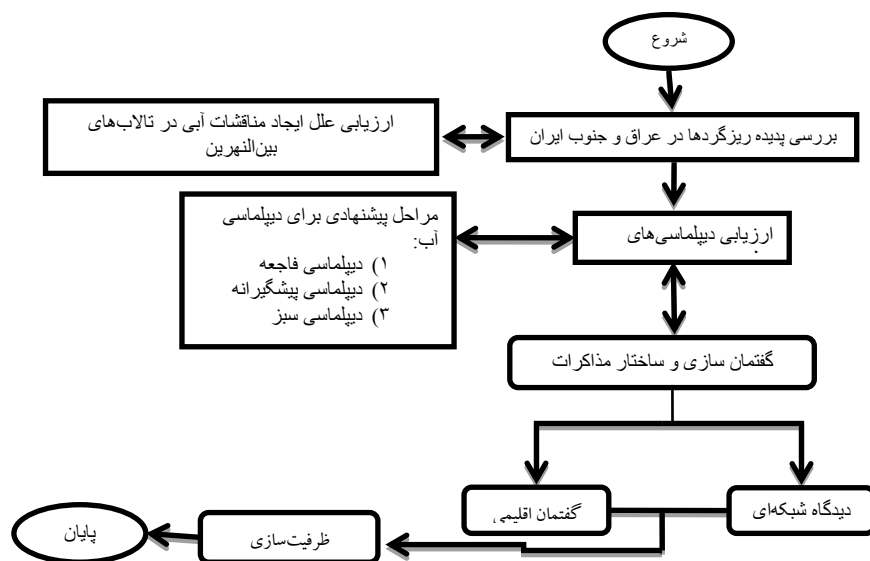 شروع
بررسی پدیده ریزگردها در عراق و جنوب ایران
ارزیابی علل ایجاد مناقشات آبی در تالاب‌های
بین‌النهرین
ارزیابی دیپلماسی‌های
مراحل پیشنهادی برای دیپلماسی
آب:
۱) دیپلماسی فاجعه
۲) دیپلماسی پیشگیرانه
۳) دیپلماسی سبز
گفتمان سازی و ساختار مذاکرات
دیدگاه شبکه‌ای
گفتمان اقلیمی
ظرفیت‌سازی
پایان